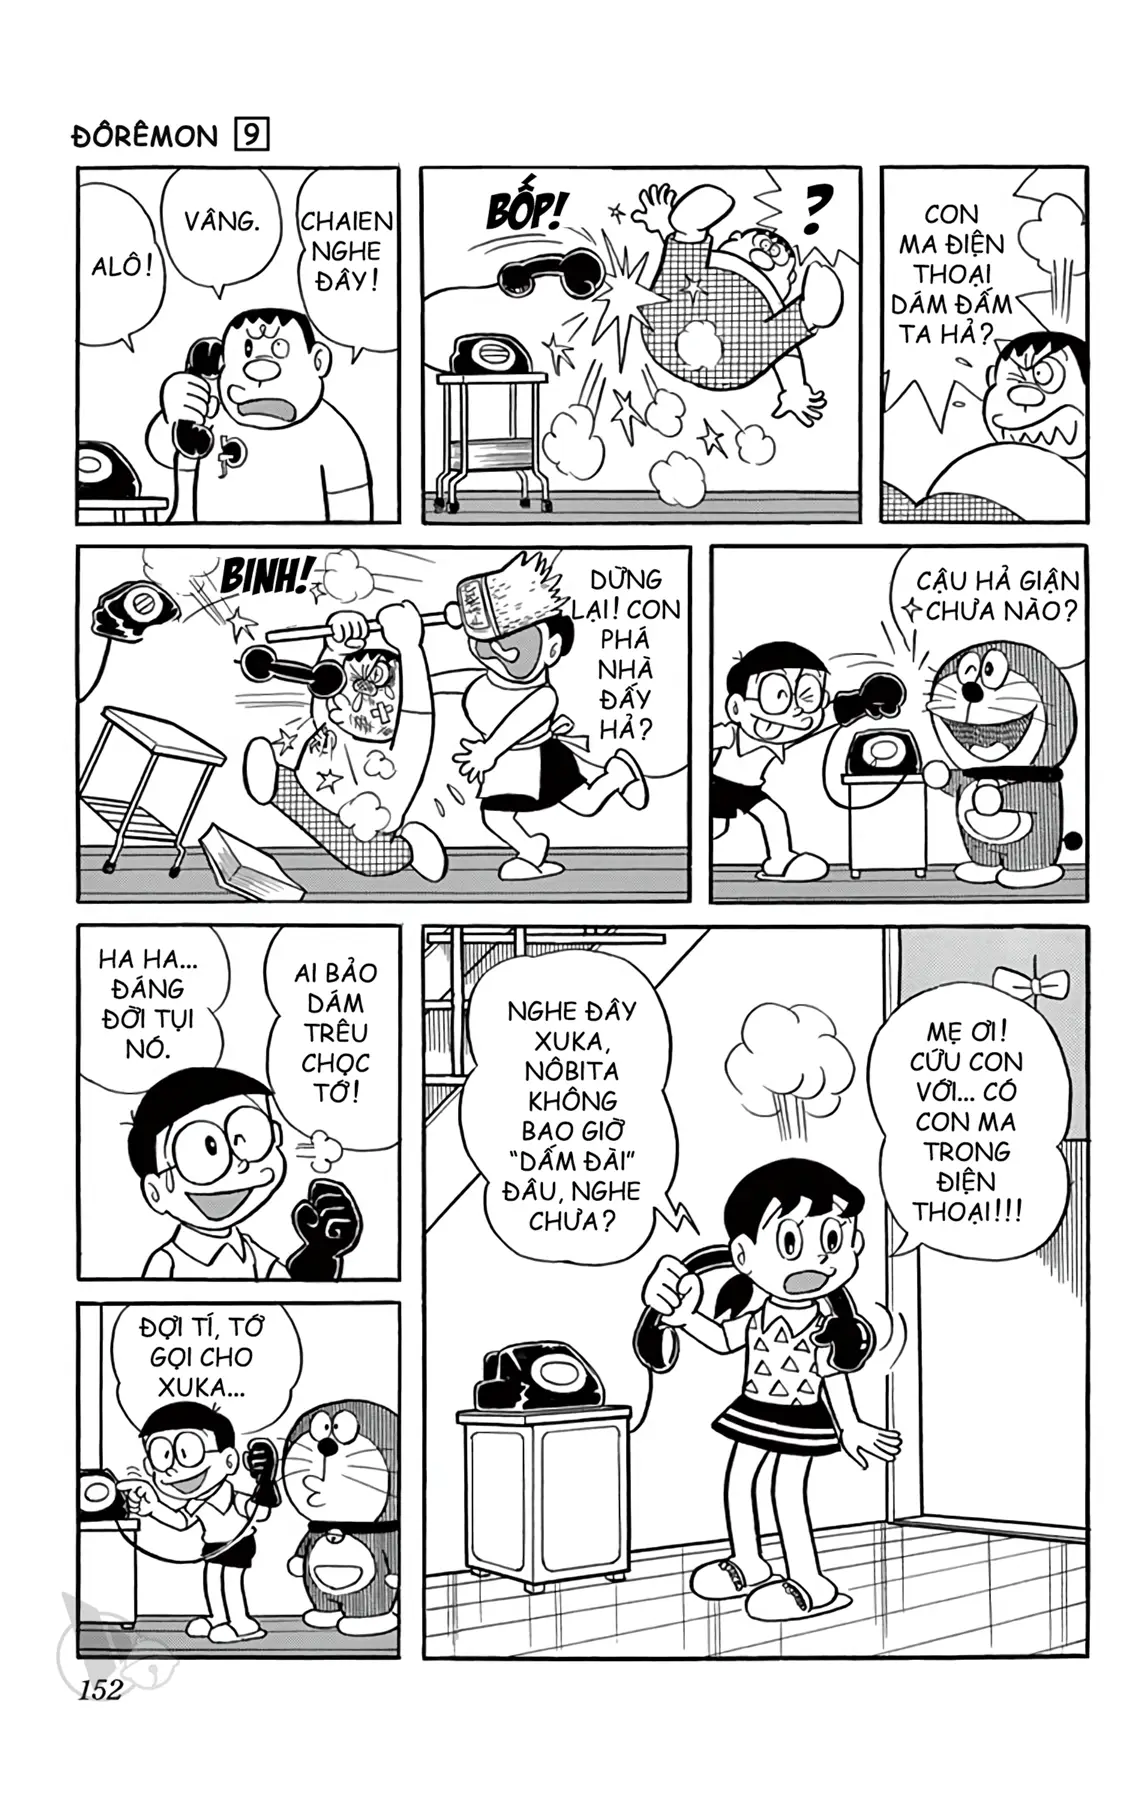 ĐÔRÊMON 9
ALÔ!
VÂNG.
CHAIEN
NGHE
ĐÂY!
BỐP!
?
CON
MA ĐIỆN
THOẠI
DÁM ĐẤM
TA HẢ?
BINH!
DỪNG
LẠI! CON
PHÁ
NHÀ
ĐẤY
HẢ?
CẬU HẢ GIẬN
CHƯA NÀO?
HA HA...
ĐÁNG
ĐỜI TỤI
NÓ.
AI BẢO
DÁM
TRÊU
CHỌC
TỚ!
ĐỢI TÍ, TỚ
GỌI CHO
XUKA...
NGHE ĐÂY
XUKA,
NÔBITA
KHÔNG
BAO GIỜ
“DẤM ĐÀI”
ĐÂU, NGHE
CHƯA?
MẸ ƠI!
CỨU CON
VỚI... CÓ
CON MA
TRONG
ĐIỆN
THOẠI!!!
152